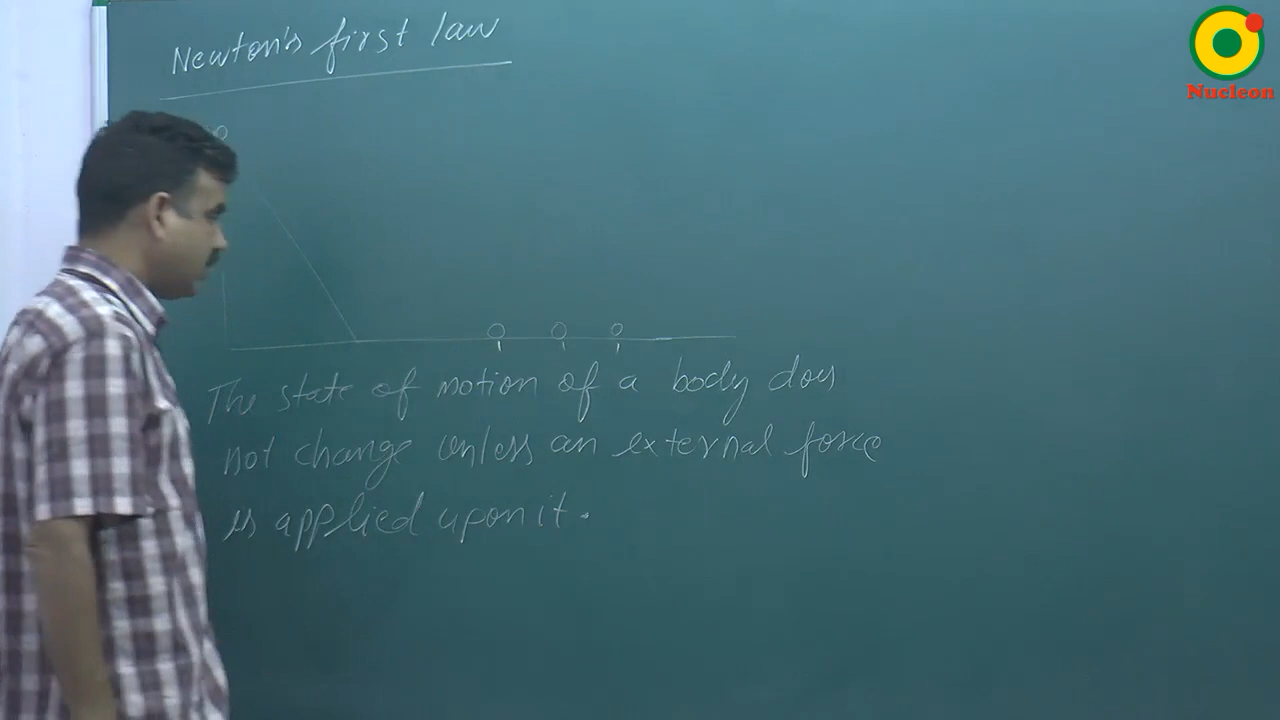 Newton's first law
Nucleon
The state of motion of a body does
not change unless an external force
is applied upon it.